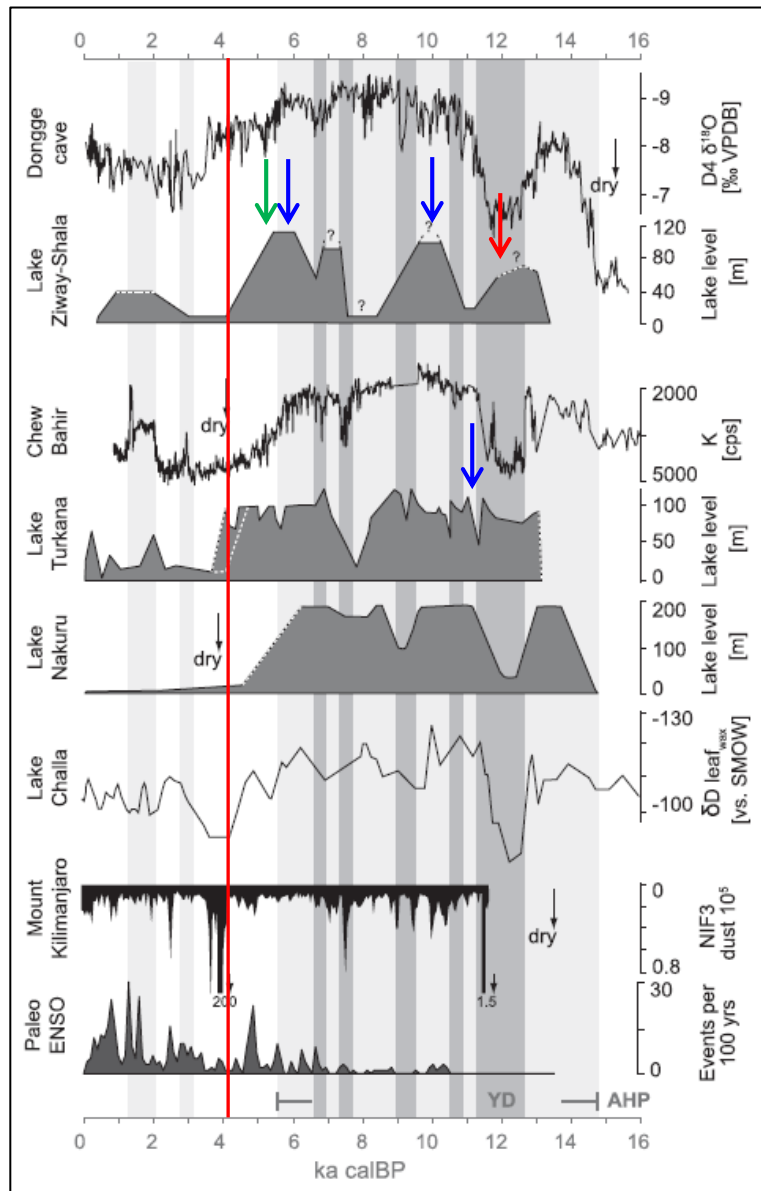 0 2 4 6 8 10 12 14 16
Dongge
cave
-9
-8
-7
D4 δ¹⁸O
[‰ VPDB]
dry
Lake
Ziway-Shala
?
?
?
?
120
80
40
0
Lake level
[m]
Chew
Bahir
dry
2000
5000
K
[cps]
Lake
Turkana
100
50
0
Lake level
[m]
Lake
Nakuru
dry
200
100
0
Lake level
[m]
Lake
Challa
-130
-100
δD leaf wax
[vs. SMOW]
Mount
Kilimanjaro
200
1.5
dry
0
0.8
NIF3
dust 10⁵
Paleo
ENSO
30
0
Events per
100 yrs
YD
AHP
0 2 4 6 8 10 12 14 16
ka calBP